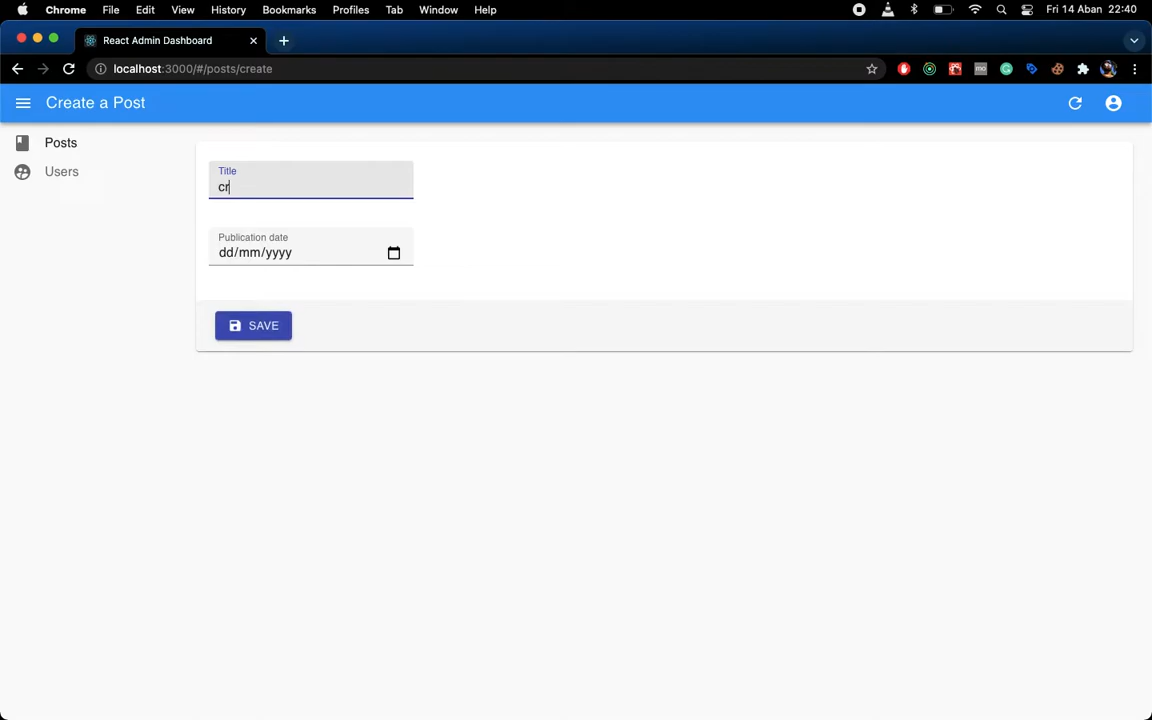 Chrome File Edit View History Bookmarks Profiles Tab Window Help Fri 14 Aban 22:40
React Admin Dashboard
localhost:3000/#/posts/create
Create a Post
Posts
Users
Title
cr
Publication date
dd/mm/yyyy
SAVE